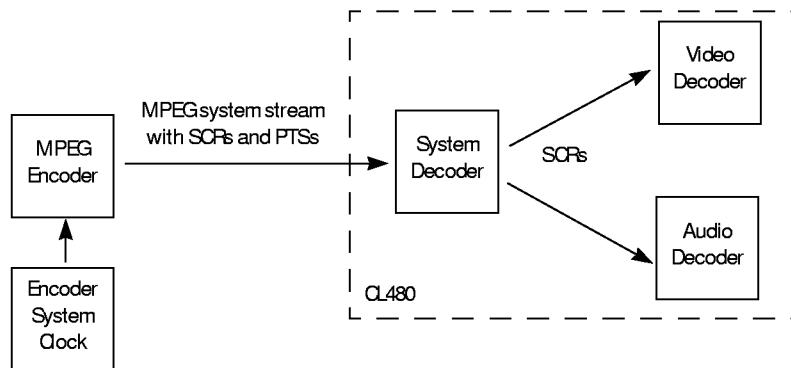 MPEG system stream
with SCRs and PTSs
MPEG
Encoder
Encoder
System
Clock
System
Decoder
SCRs
Video
Decoder
Audio
Decoder
CL480